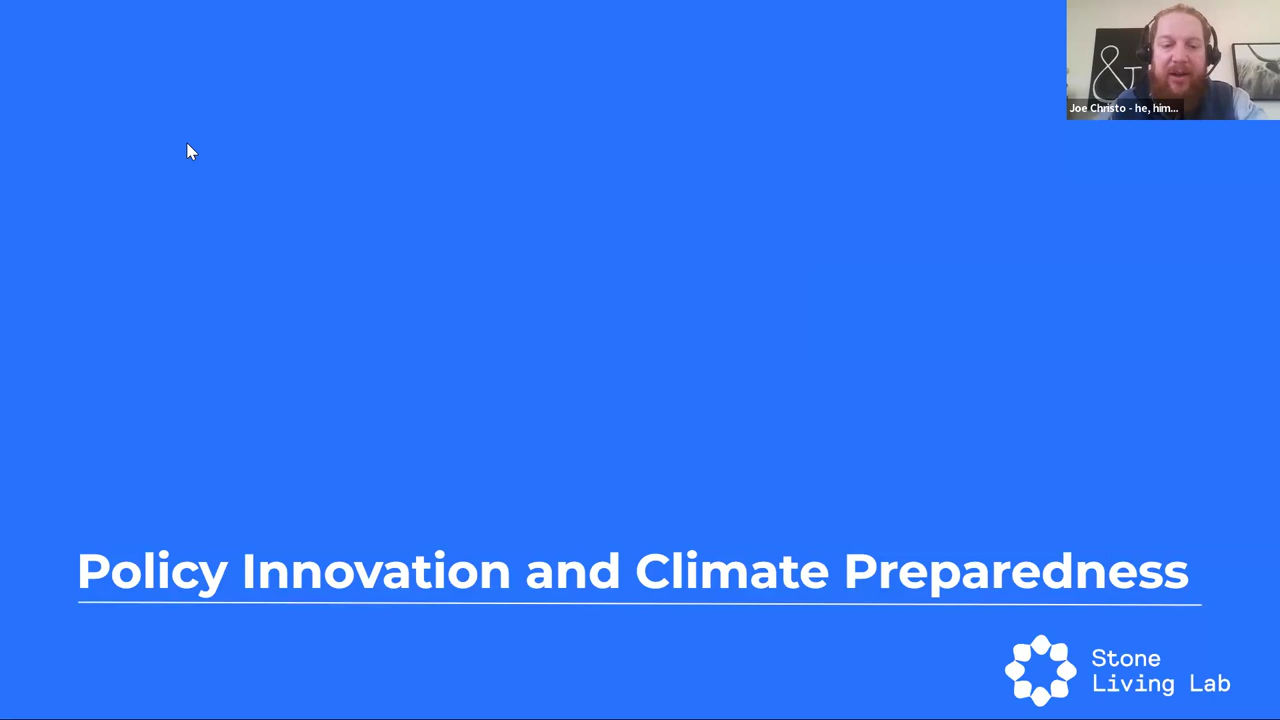 &
Joe Christo - he, him...
Policy Innovation and Climate Preparedness
Stone
Living Lab